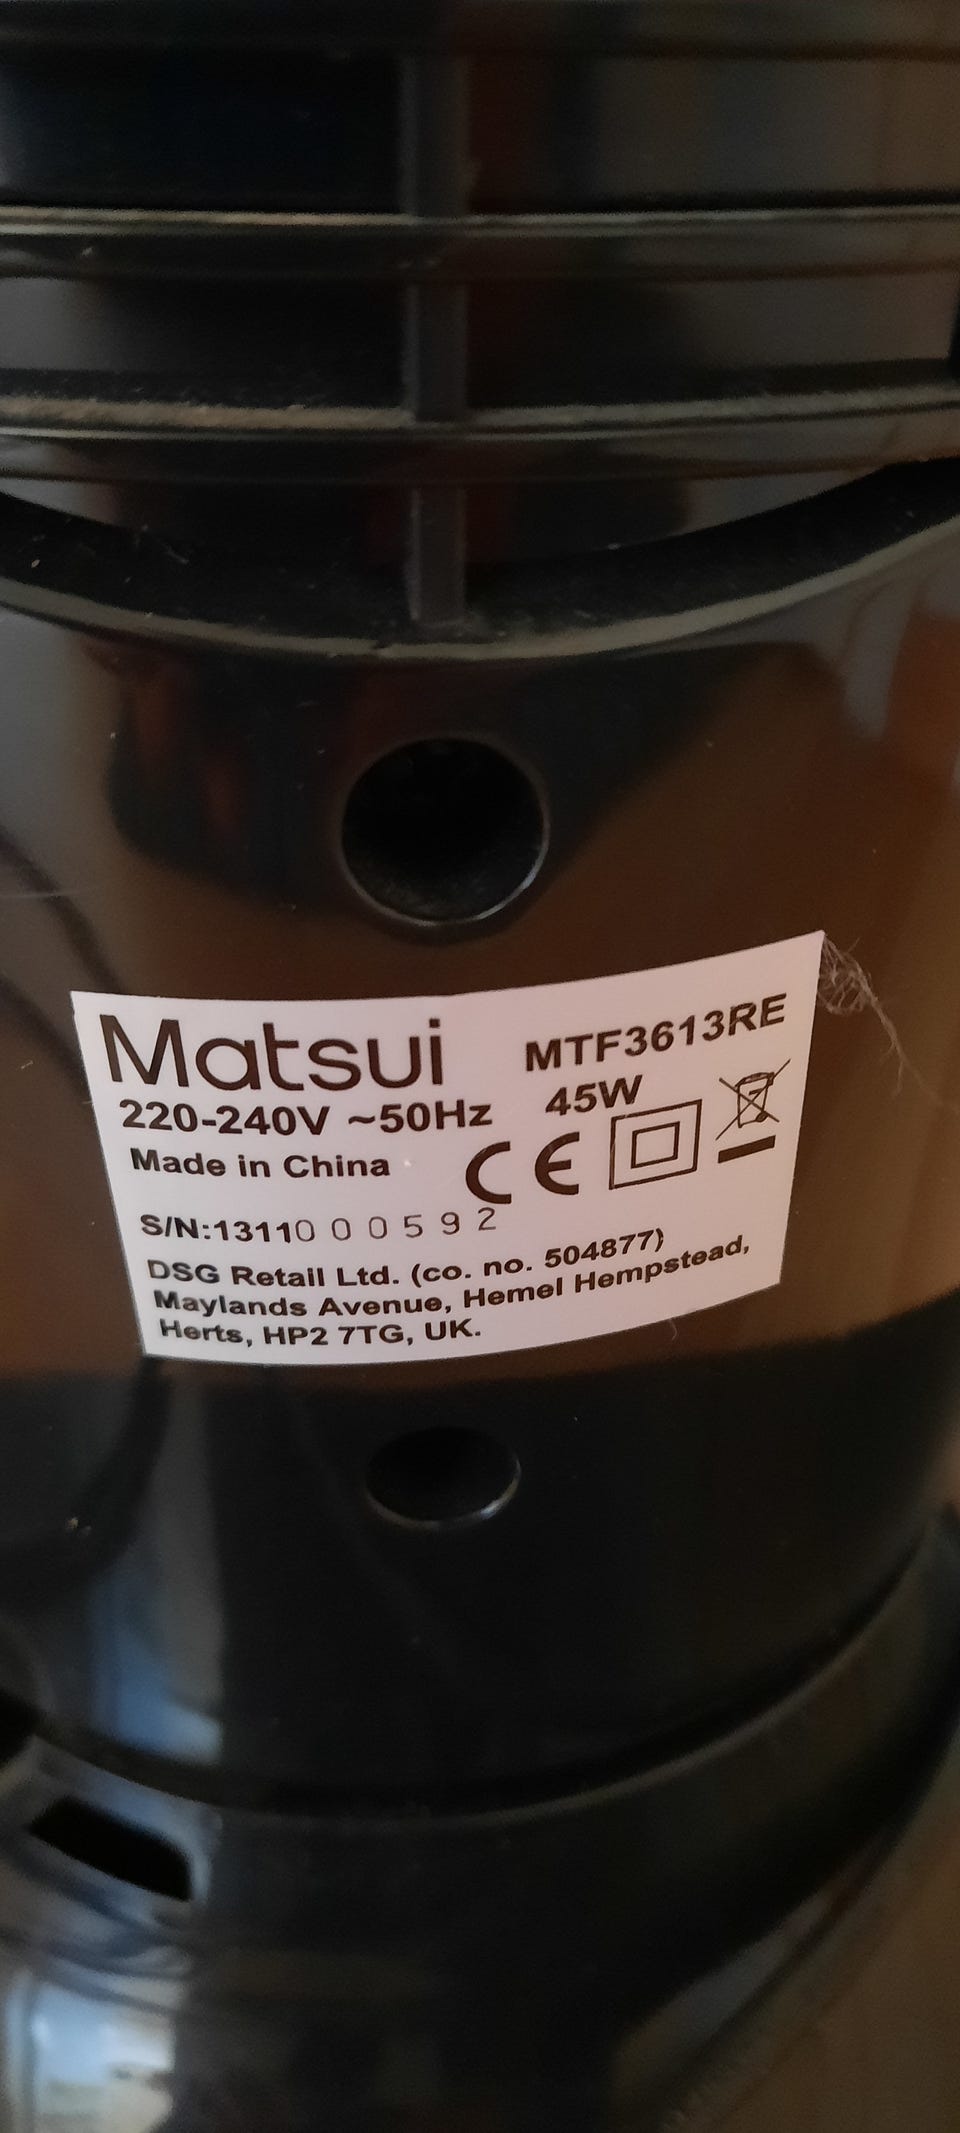 Matsui MTF3613RE
220-240V ~50Hz 45W
Made in China CE
S/N:1311000592
DSG Retail Ltd. (co. no. 504877)
Maylands Avenue, Hemel Hempstead,
Herts, HP2 7TG, UK.